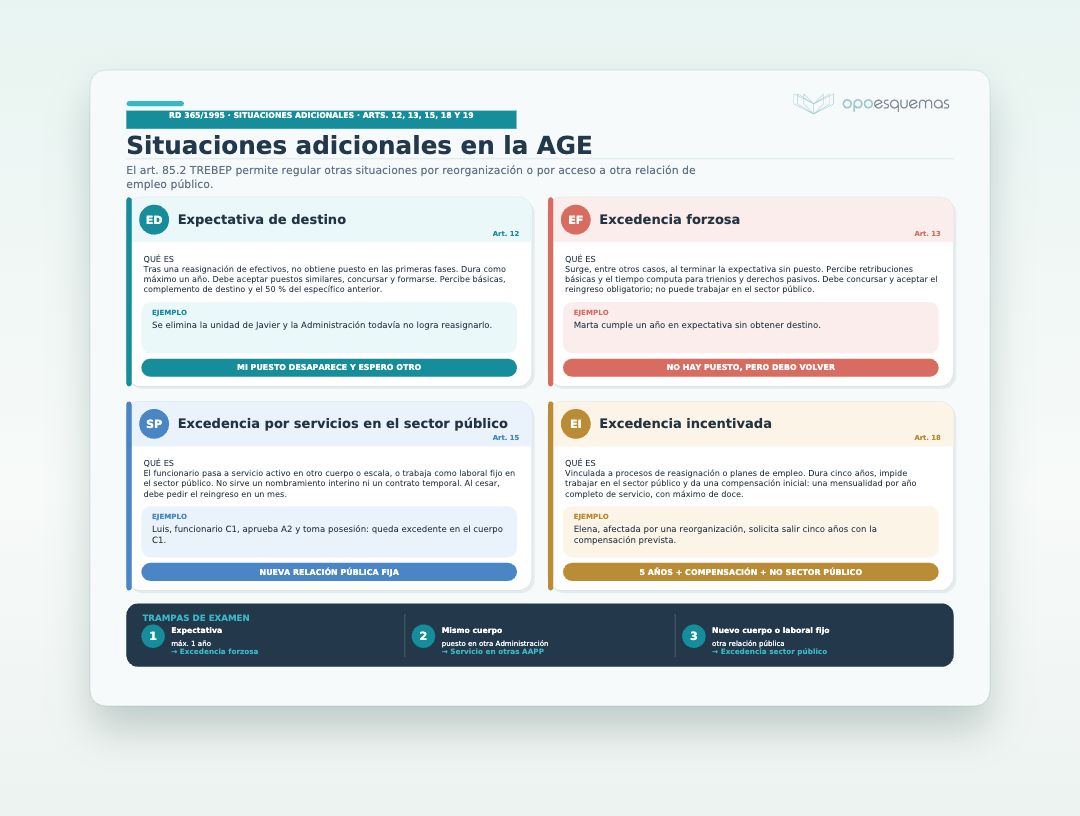 opoesquemas
RD 365/1995 · SITUACIONES ADICIONALES · ARTS. 12, 13, 15, 18 Y 19
Situaciones adicionales en la AGE
El art. 85.2 TREBEP permite regular otras situaciones por reorganización o por acceso a otra relación de
empleo público.
ED
Expectativa de destino
Art. 12
QUÉ ES
Tras una reasignación de efectivos, no obtiene puesto en las primeras fases. Dura como
máximo un año. Debe aceptar puestos similares, concursar y formarse. Percibe básicas,
complemento de destino y el 50 % del específico anterior.
EJEMPLO
Se elimina la unidad de Javier y la Administración todavía no logra reasignarlo.
MI PUESTO DESAPARECE Y ESPERO OTRO
EF
Excedencia forzosa
Art. 13
QUÉ ES
Surge, entre otros casos, al terminar la expectativa sin puesto. Percibe retribuciones
básicas y el tiempo computa para trienios y derechos pasivos. Debe concursar y aceptar el
reingreso obligatorio; no puede trabajar en el sector público.
EJEMPLO
Marta cumple un año en expectativa sin obtener destino.
NO HAY PUESTO, PERO DEBO VOLVER
SP
Excedencia por servicios en el sector público
Art. 15
QUÉ ES
El funcionario pasa a servicio activo en otro cuerpo o escala, o trabaja como laboral fijo en
el sector público. No sirve un nombramiento interino ni un contrato temporal. Al cesar,
debe pedir el reingreso en un mes.
EJEMPLO
Luis, funcionario C1, aprueba A2 y toma posesión: queda excedente en el cuerpo
C1.
NUEVA RELACIÓN PÚBLICA FIJA
EI
Excedencia incentivada
Art. 18
QUÉ ES
Vinculada a procesos de reasignación o planes de empleo. Dura cinco años, impide
trabajar en el sector público y da una compensación inicial: una mensualidad por año
completo de servicio, con máximo de doce.
EJEMPLO
Elena, afectada por una reorganización, solicita salir cinco años con la
compensación prevista.
5 AÑOS + COMPENSACIÓN + NO SECTOR PÚBLICO
TRAMPAS DE EXAMEN
1
Expectativa
máx. 1 año
→ Excedencia forzosa
2
Mismo cuerpo
puesto en otra Administración
→ Servicio en otras AAPP
3
Nuevo cuerpo o laboral fijo
otra relación pública
→ Excedencia sector público